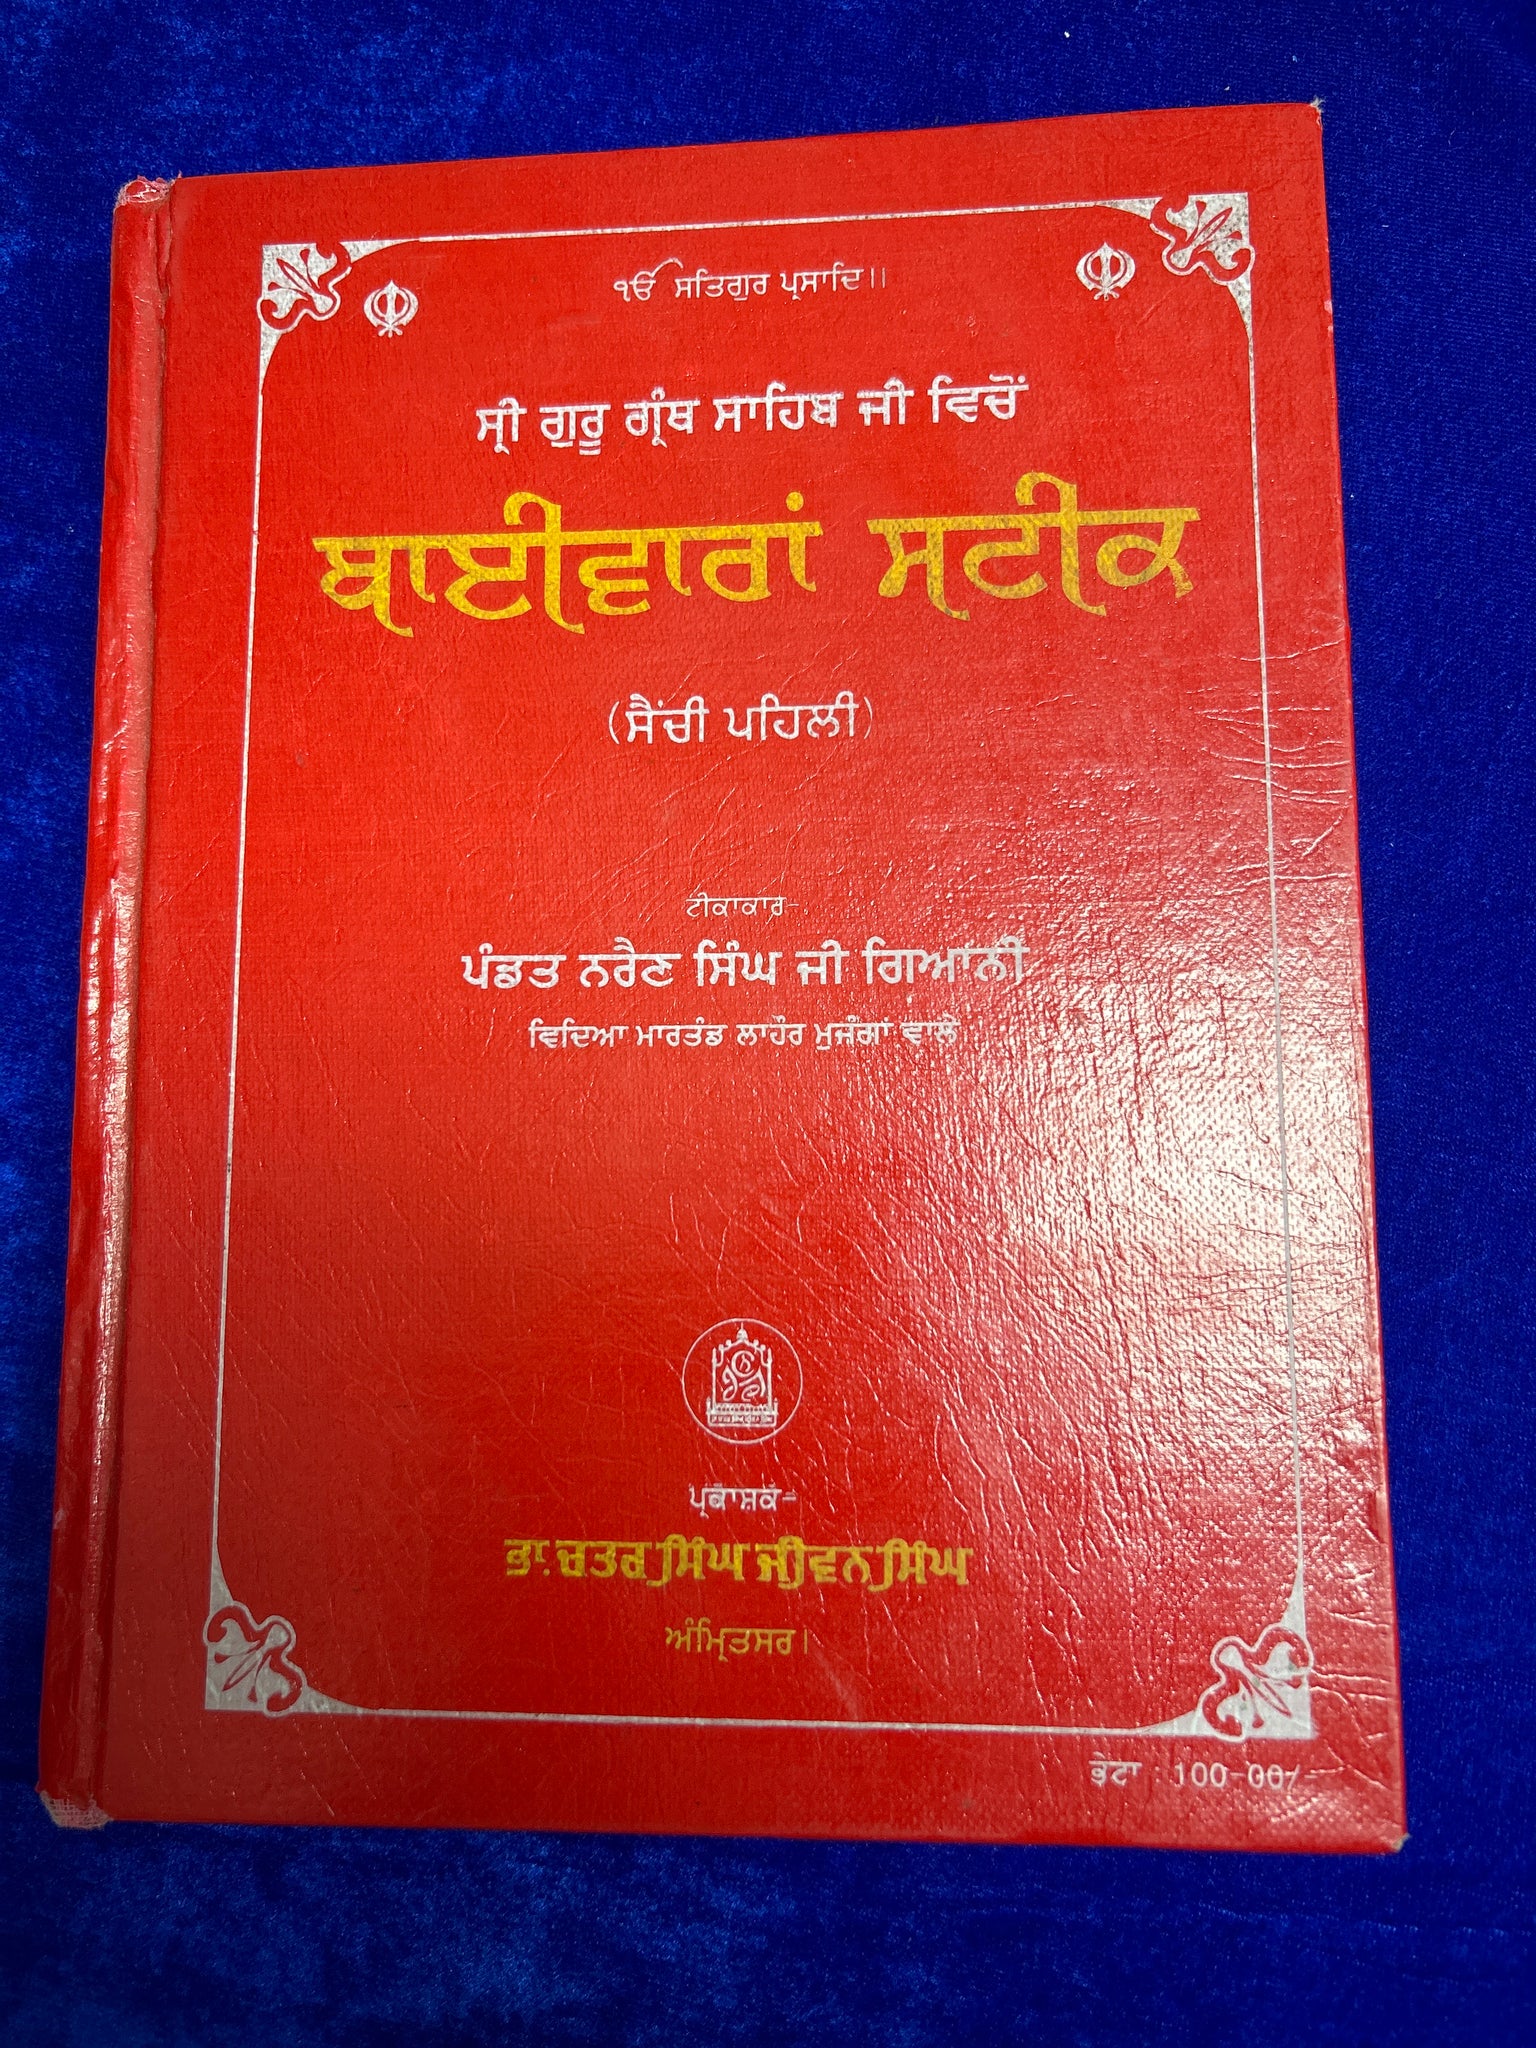 ੴ ਸਤਿਗੁਰ ਪ੍ਰਸਾਦਿ॥
ਸ੍ਰੀ ਗੁਰੂ ਗ੍ਰੰਥ ਸਾਹਿਬ ਜੀ ਵਿਚੋਂ
ਬਾਈਵਾਰਾਂ ਸਟੀਕ
(ਸੈਂਚੀ ਪਹਿਲੀ)
ਟੀਕਾਕਾਰ-
ਪੰਡਤ ਨਰੈਣ ਸਿੰਘ ਜੀ ਗਿਆਨੀ
ਵਿਦਿਆ ਮਾਰਤੰਡ ਲਾਹੌਰ ਮੁਜੰਗਾਂ ਵਾਲੇ
ਪ੍ਰਕਾਸ਼ਕ-
ਭਾ. ਚਤਰ ਸਿੰਘ ਜੀਵਨ ਸਿੰਘ
ਅੰਮ੍ਰਿਤਸਰ।
ਭੇਟਾ : 100-00/-